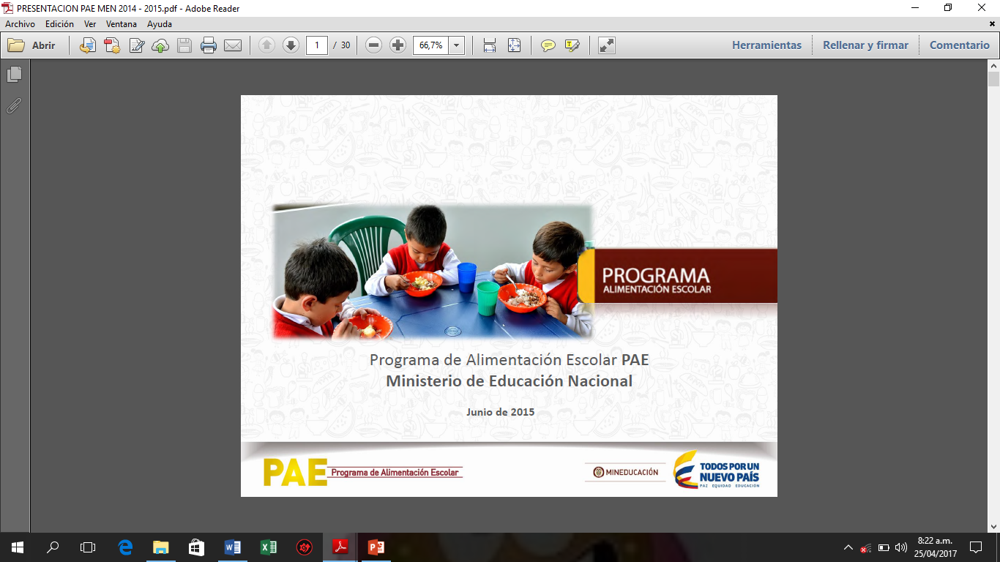 PRESENTACION PAE MEN 2014 - 2015.pdf - Adobe Reader
Archivo Edición Ver Ventana Ayuda
Abrir 1 / 30 66,7% Herramientas Rellenar y firmar Comentario
PROGRAMA
ALIMENTACIÓN ESCOLAR
Programa de Alimentación Escolar PAE
Ministerio de Educación Nacional
Junio de 2015
PAE Programa de Alimentación Escolar
MINEDUCACIÓN
TODOS POR UN
NUEVO PAÍS
PAZ EQUIDAD EDUCACIÓN
8:22 a.m.
25/04/2017